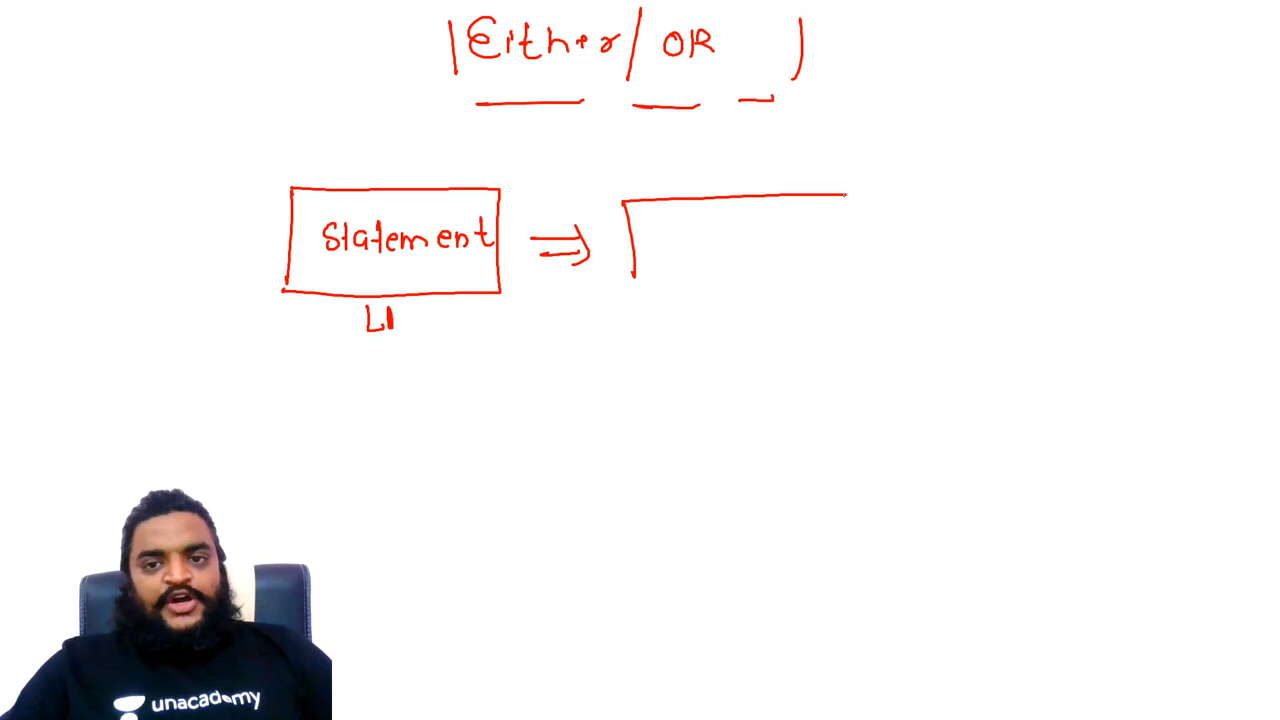 (Either/OR)
Statement ⇒
unacademy